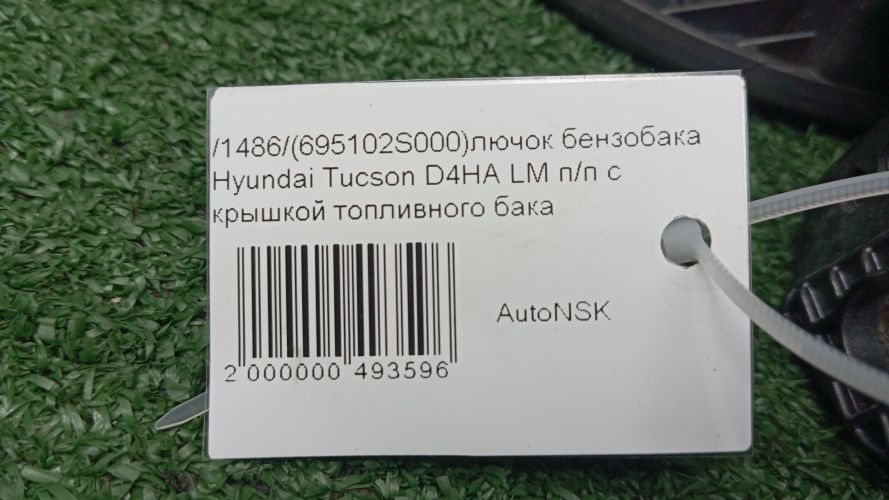 /1486/(695102S000)лючок бензобака
Hyundai Tucson D4HA LM п/п с
крышкой топливного бака
AutoNSK
2 000000 493596